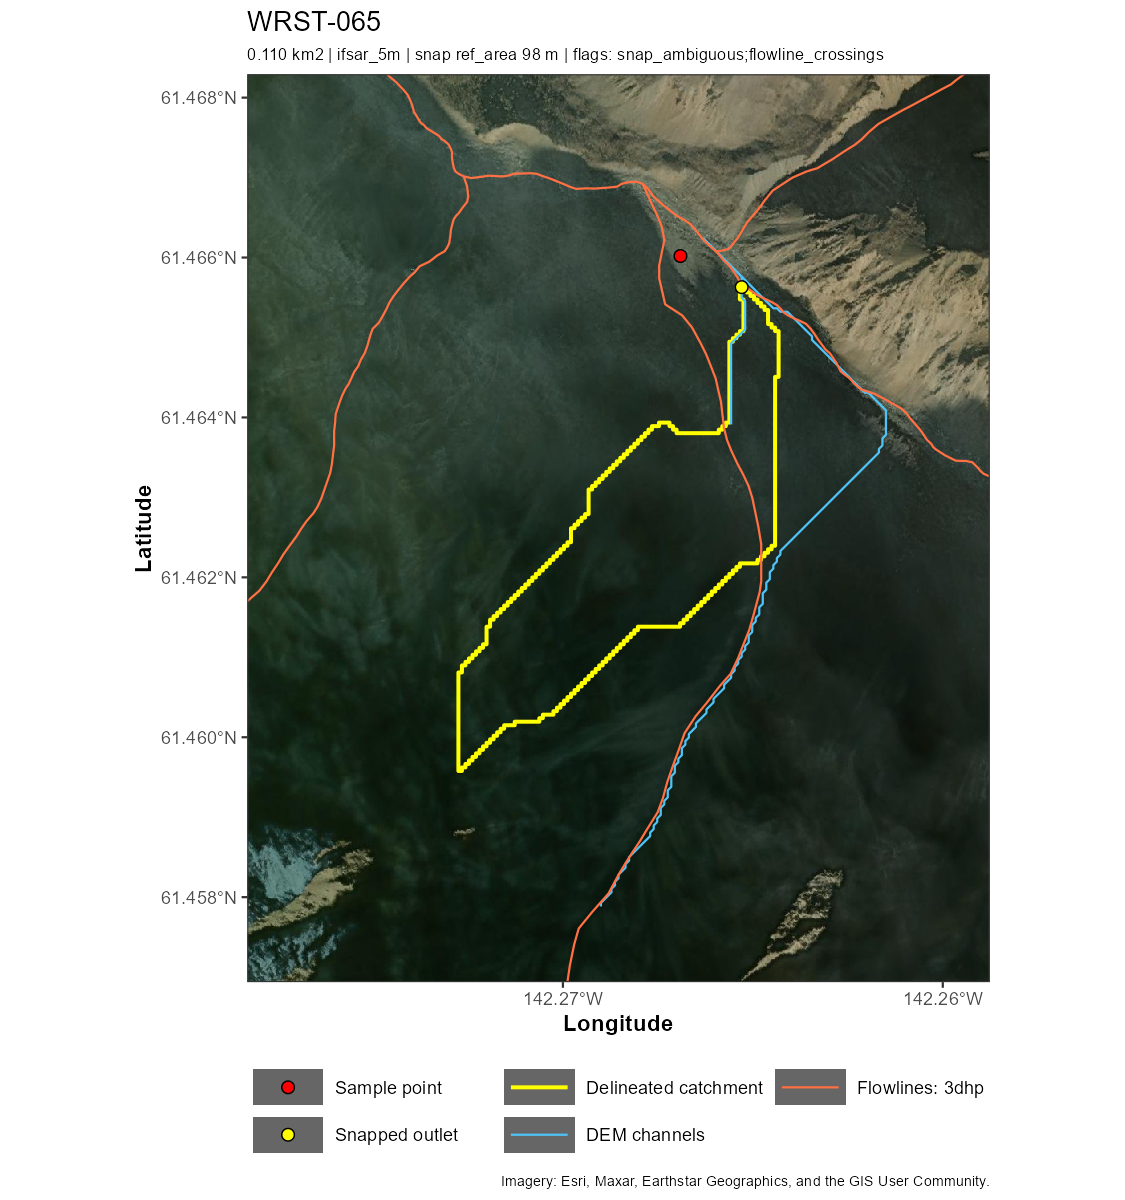 WRST-065
0.110 km2 | ifsar_5m | snap ref_area 98 m | flags: snap_ambiguous;flowline_crossings
61.468°N
61.466°N
61.464°N
61.462°N
61.460°N
61.458°N
Latitude
142.27°W
142.26°W
Longitude
Sample point
Delineated catchment
Flowlines: 3dhp
Snapped outlet
DEM channels
Imagery: Esri, Maxar, Earthstar Geographics, and the GIS User Community.